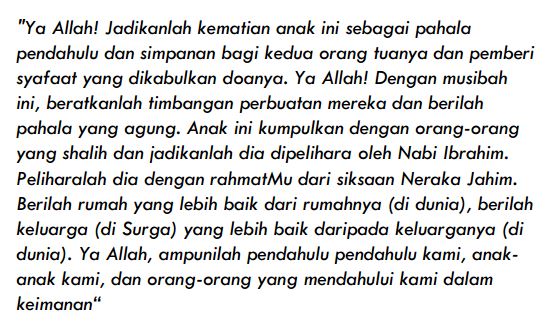 "Ya Allah! Jadikanlah kematian anak ini sebagai pahala
pendahulu dan simpanan bagi kedua orang tuanya dan pemberi
syafaat yang dikabulkan doanya. Ya Allah! Dengan musibah
ini, beratkanlah timbangan perbuatan mereka dan berilah
pahala yang agung. Anak ini kumpulkan dengan orang-orang
yang shalih dan jadikanlah dia dipelihara oleh Nabi Ibrahim.
Peliharalah dia dengan rahmatMu dari siksaan Neraka Jahim.
Berilah rumah yang lebih baik dari rumahnya (di dunia), berilah
keluarga (di Surga) yang lebih baik daripada keluarganya (di
dunia). Ya Allah, ampunilah pendahulu pendahulu kami, anak-
anak kami, dan orang-orang yang mendahului kami dalam
keimanan“